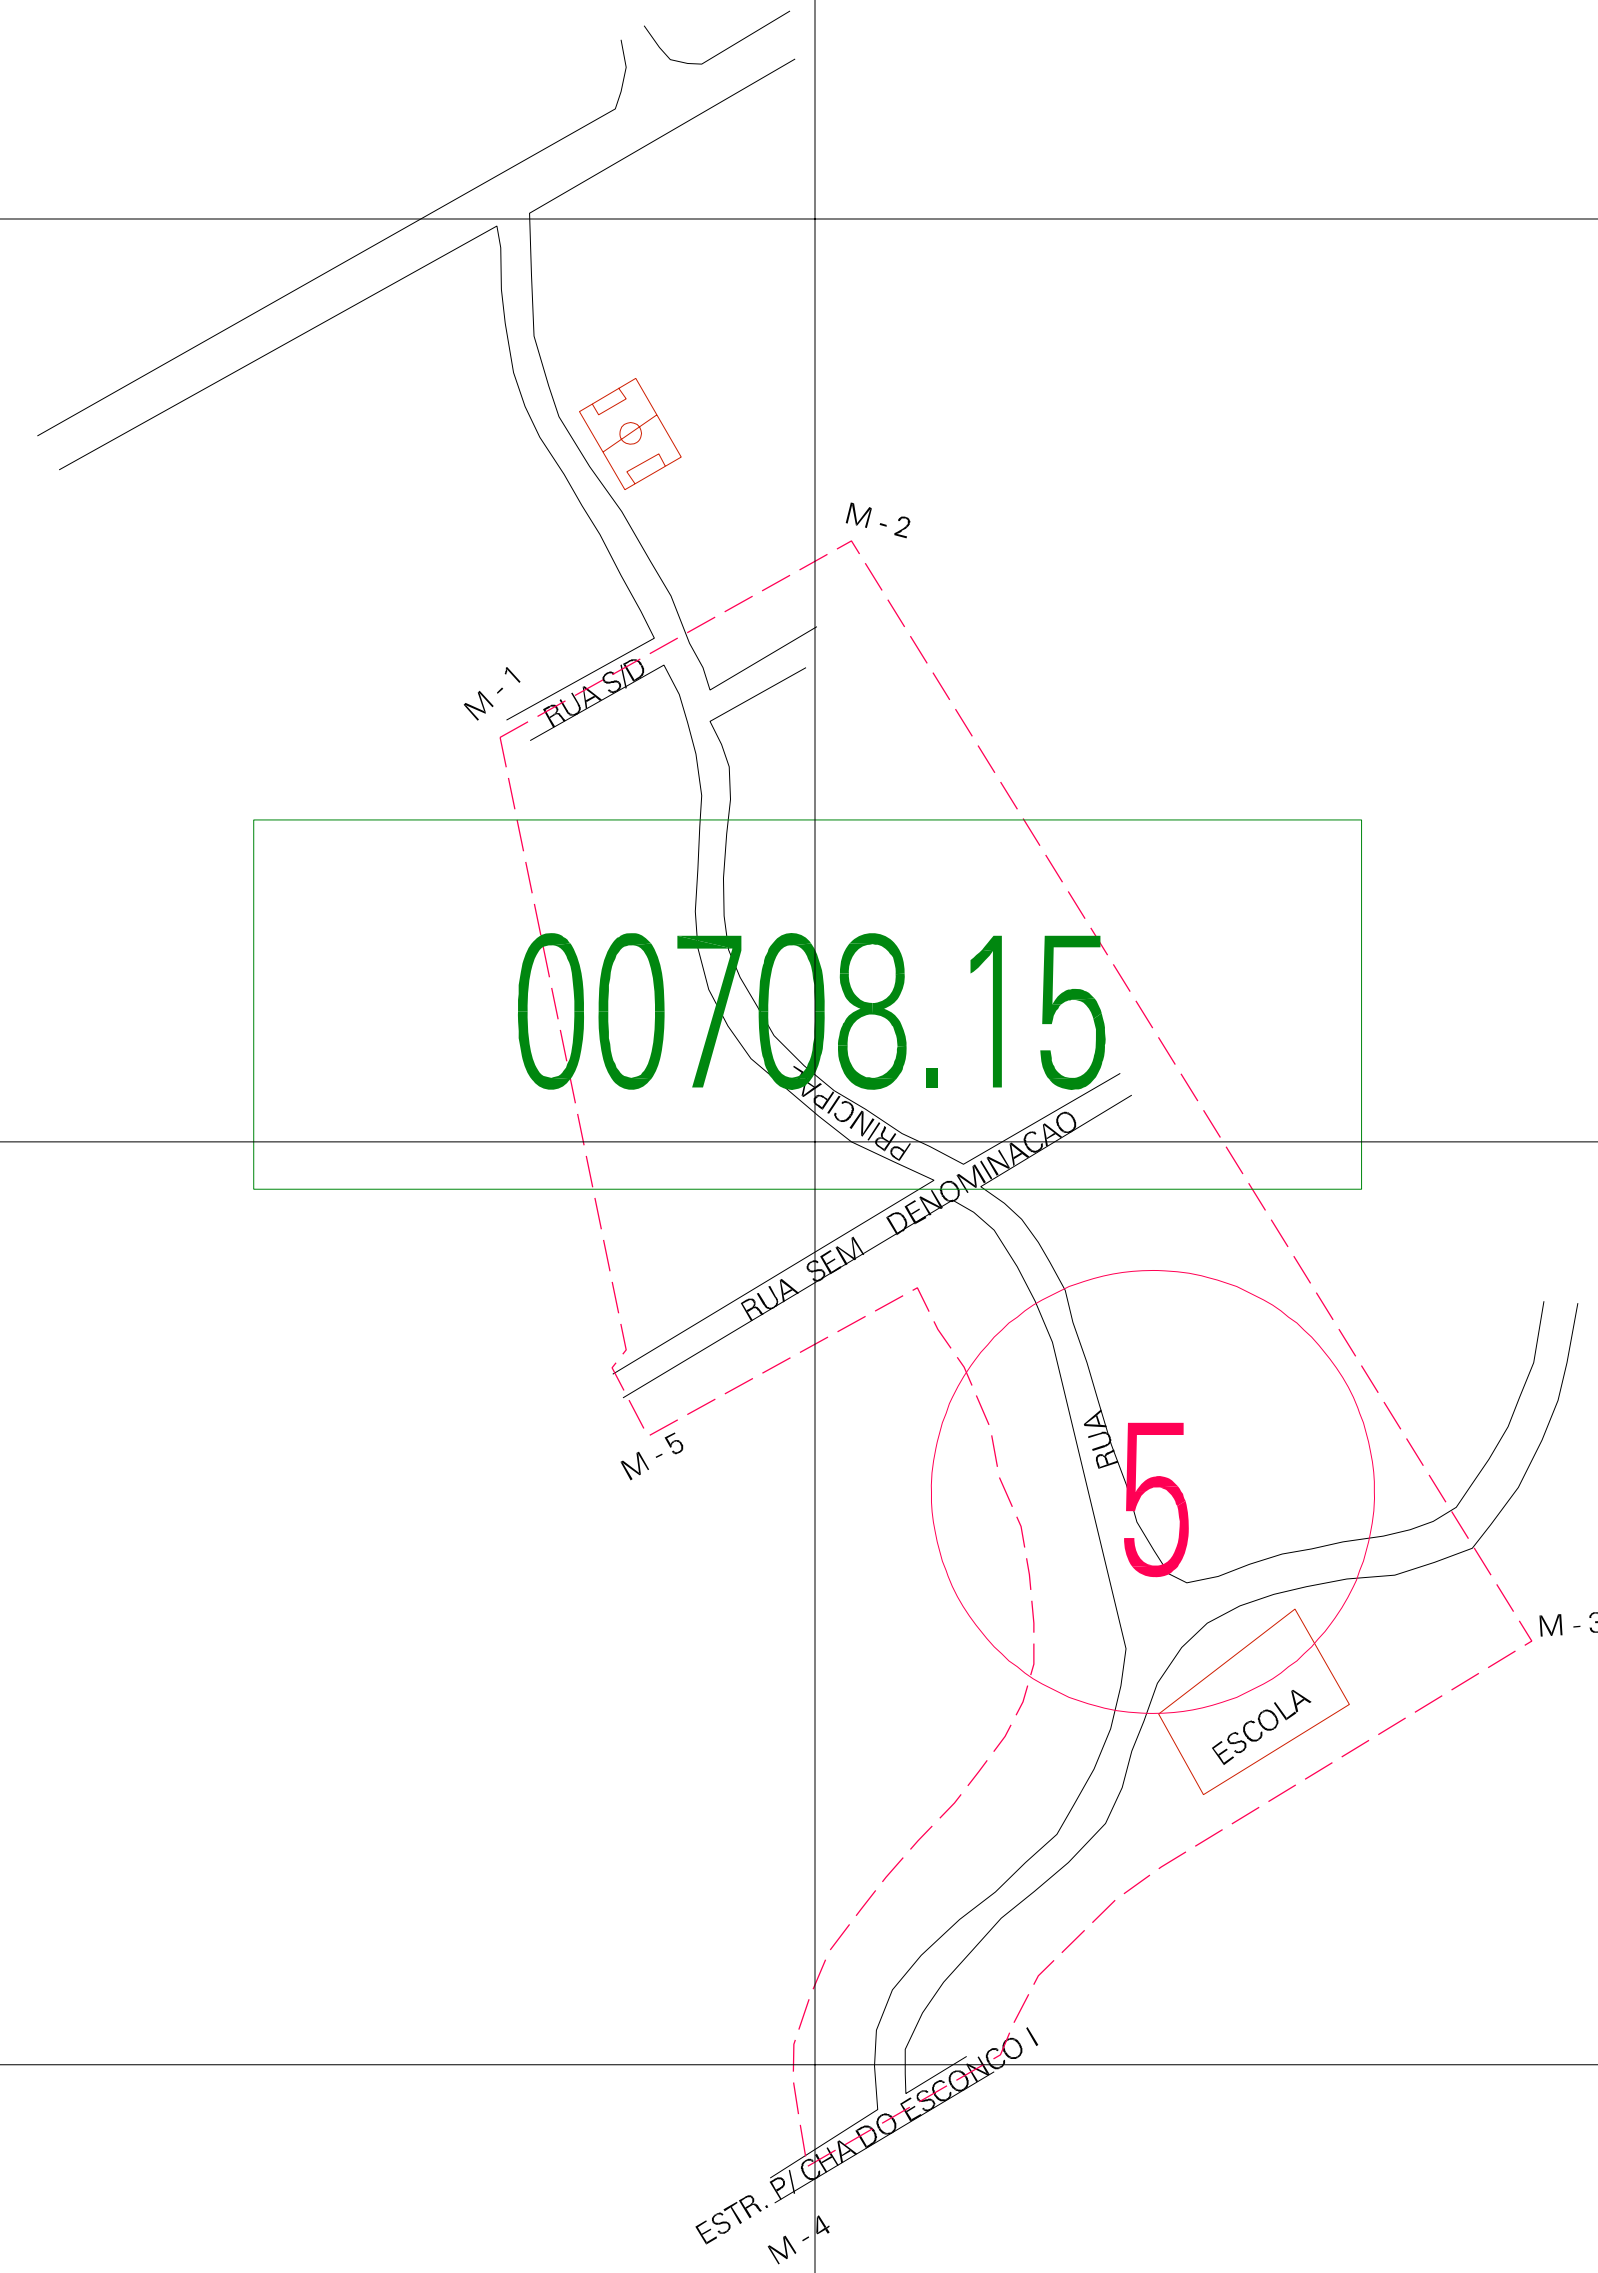 M - 2
M - 1
RUA S/D
00708.15
PRINCIPAL
RUA SEM DENOMINACAO
M - 5
RUA
5
M - 3
ESCOLA
ESTR. P/ CHA DO ESCONCO I
M - 4